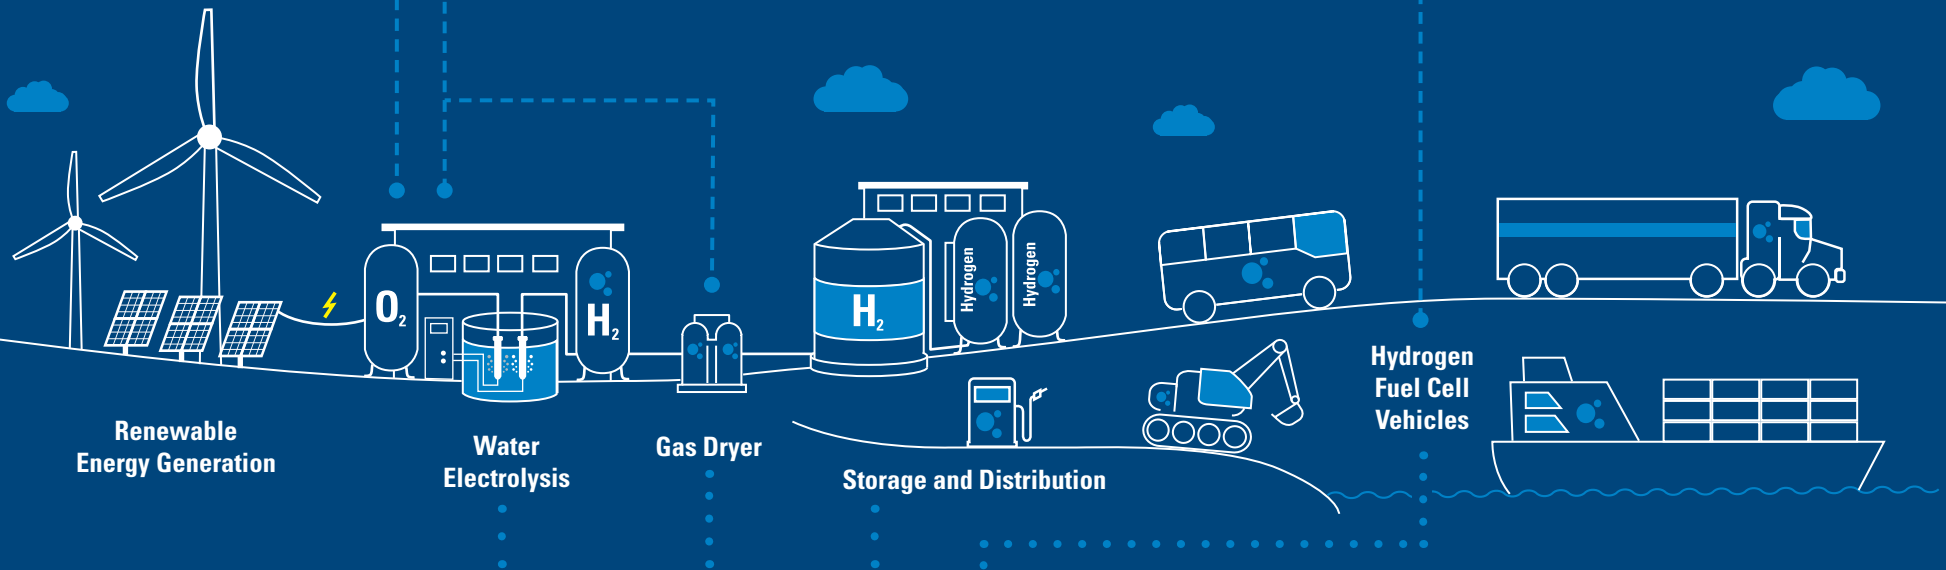 O₂
H₂
H₂
Hydrogen
Hydrogen
Renewable
Energy Generation
Water
Electrolysis
Gas Dryer
Storage and Distribution
Hydrogen
Fuel Cell
Vehicles